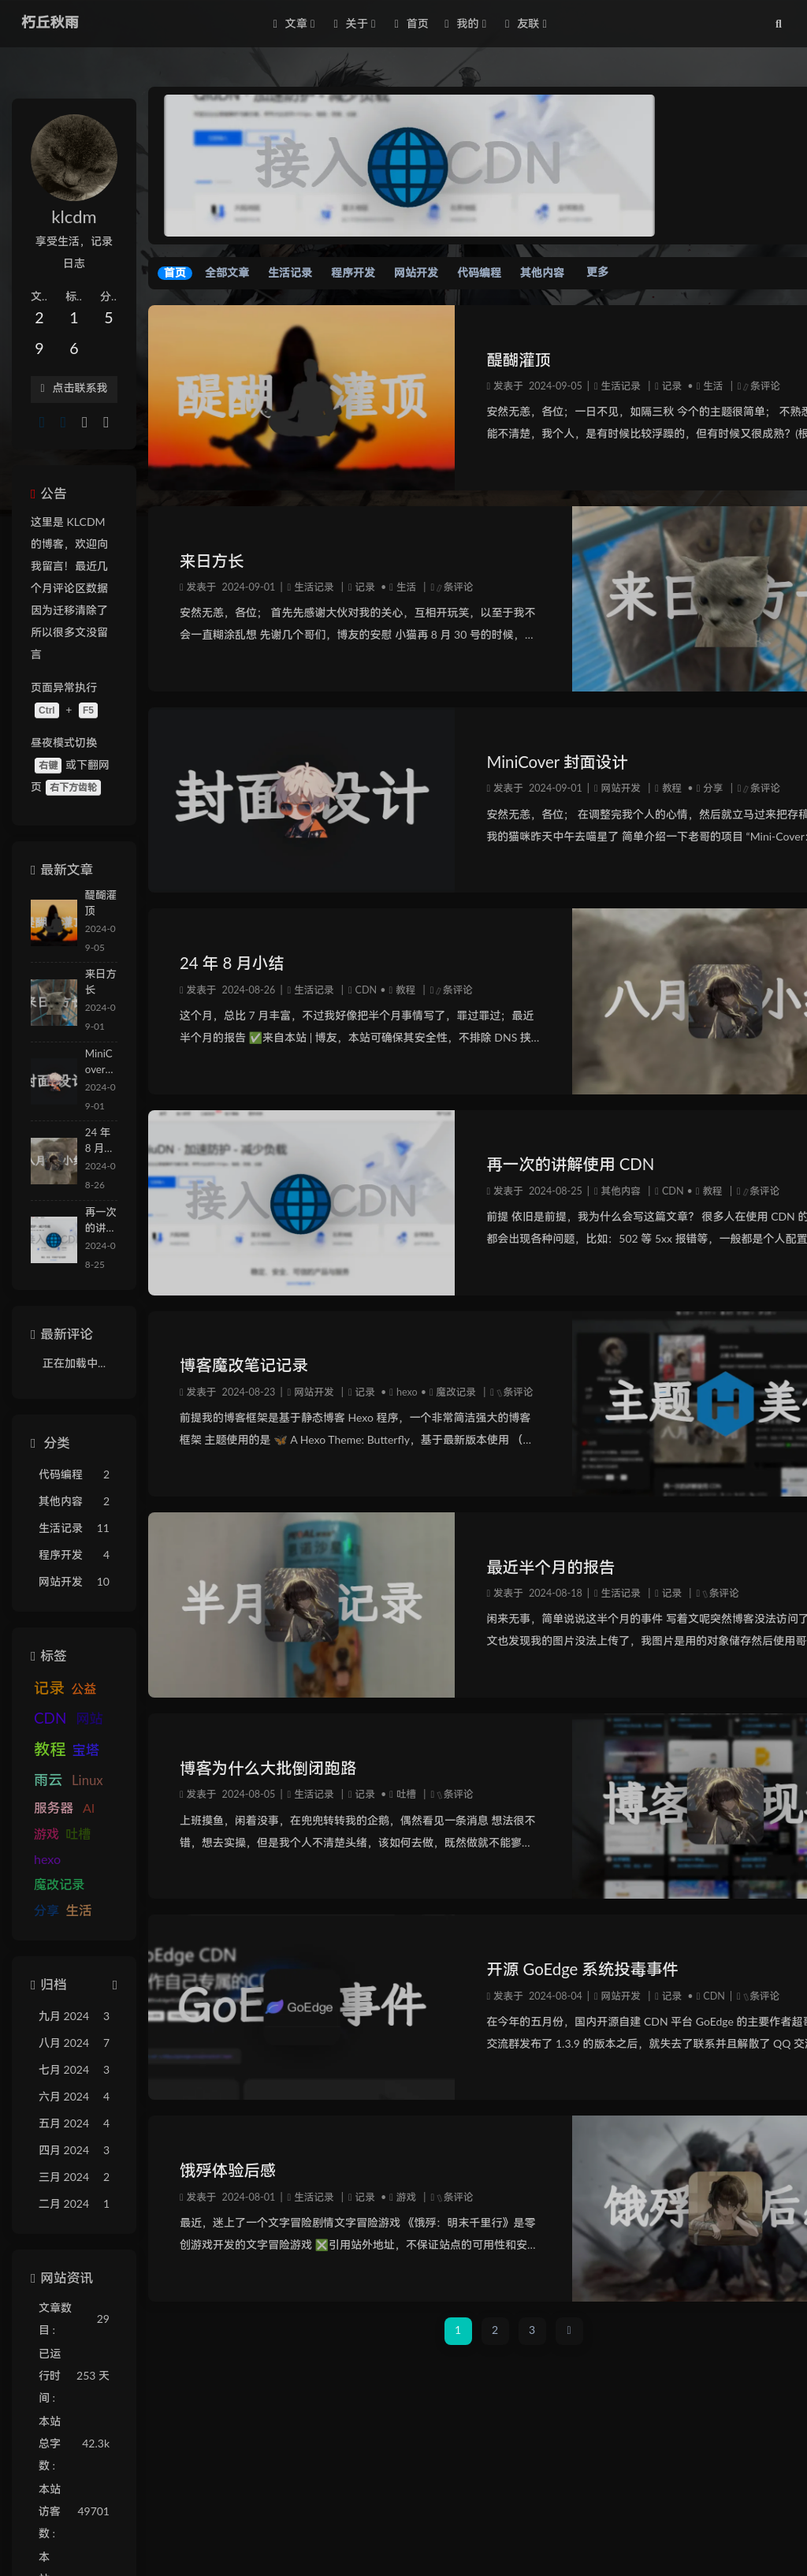 朽丘秋雨
文章 关于 首页 我的 友联
接入 CDN
首页 全部文章 生活记录 程序开发 网站开发 代码编程 其他内容 更多
klcdm
享受生活，记录
日志
文.. 标.. 分..
2 1 5
9 6
点击联系我
公告
这里是 KLCDM
的博客，欢迎向
我留言！最近几
个月评论区数据
因为迁移清除了
所以很多文没留
言
页面异常执行
Ctrl + F5
昼夜模式切换
右键 或下翻网
页 右下方齿轮
最新文章
醍醐灌
顶
2024-0
9-05
来日方
长
2024-0
9-01
MiniC
over...
2024-0
9-01
24 年
8 月...
2024-0
8-26
再一次
的讲...
2024-0
8-25
最新评论
正在加载中...
分类
代码编程 2
其他内容 2
生活记录 11
程序开发 4
网站开发 10
标签
记录 公益
CDN
教程 宝塔
雨云 Linux
服务器 AI
游戏 吐槽
hexo
魔改记录
分享 生活
归档
九月 2024 3
八月 2024 7
七月 2024 3
六月 2024 4
五月 2024 4
四月 2024 3
三月 2024 2
二月 2024 1
网站资讯
文章数
目 : 29
已运
行时 253 天
间 :
本站
总字 42.3k
数 :
本站
访客 49701
数 :
本
醍醐灌顶
醍醐灌顶
发表于 2024-09-05 | 生活记录 | 记录 • 生活 | 条评论
安然无恙，各位；一日不见，如隔三秋 今个的主题很简单； 不熟悉
能不清楚，我个人，是有时候比较浮躁的，但有时候又很成熟？(根
来日方长
发表于 2024-09-01 | 生活记录 | 记录 • 生活 | 条评论
安然无恙，各位； 首先先感谢大伙对我的关心，互相开玩笑，以至于我不
会一直糊涂乱想 先谢几个哥们，博友的安慰 小猫再 8 月 30 号的时候，...
来日方
封面设计
MiniCover 封面设计
发表于 2024-09-01 | 网站开发 | 教程 • 分享 | 条评论
安然无恙，各位； 在调整完我个人的心情，然后就立马过来把存稿
我的猫咪昨天中午去喵星了 简单介绍一下老哥的项目 “Mini-Cover：
24 年 8 月小结
发表于 2024-08-26 | 生活记录 | CDN • 教程 | 条评论
这个月，总比 7 月丰富，不过我好像把半个月事情写了，罪过罪过；最近
半个月的报告 ✅来自本站 | 博友，本站可确保其安全性，不排除 DNS 挟...
八月 小结
接入 CDN
再一次的讲解使用 CDN
发表于 2024-08-25 | 其他内容 | CDN • 教程 | 条评论
前提 依旧是前提，我为什么会写这篇文章？ 很多人在使用 CDN 的
都会出现各种问题，比如：502 等 5xx 报错等，一般都是个人配置
博客魔改笔记记录
发表于 2024-08-23 | 网站开发 | 记录 • hexo • 魔改记录 | 条评论
前提我的博客框架是基于静态博客 Hexo 程序，一个非常简洁强大的博客
框架 主题使用的是 🦋 A Hexo Theme: Butterfly，基于最新版本使用 （...
主题 美
半月 记录
最近半个月的报告
发表于 2024-08-18 | 生活记录 | 记录 | 条评论
闲来无事，简单说说这半个月的事件 写着文呢突然博客没法访问了
文也发现我的图片没法上传了，我图片是用的对象储存然后使用哥
博客为什么大批倒闭跑路
发表于 2024-08-05 | 生活记录 | 记录 • 吐槽 | 条评论
上班摸鱼，闲着没事，在兜兜转转我的企鹅，偶然看见一条消息 想法很不
错，想去实操，但是我个人不清楚头绪，该如何去做，既然做就不能寥...
博客 现
GoE GoEdge 事件
开源 GoEdge 系统投毒事件
发表于 2024-08-04 | 网站开发 | 记录 • CDN | 条评论
在今年的五月份，国内开源自建 CDN 平台 GoEdge 的主要作者超哥
交流群发布了 1.3.9 的版本之后，就失去了联系并且解散了 QQ 交
饿殍体验后感
发表于 2024-08-01 | 生活记录 | 记录 • 游戏 | 条评论
最近，迷上了一个文字冒险剧情文字冒险游戏 《饿殍：明末千里行》是零
创游戏开发的文字冒险游戏 ❎引用站外地址，不保证站点的可用性和安...
饿殍 后
1 2 3